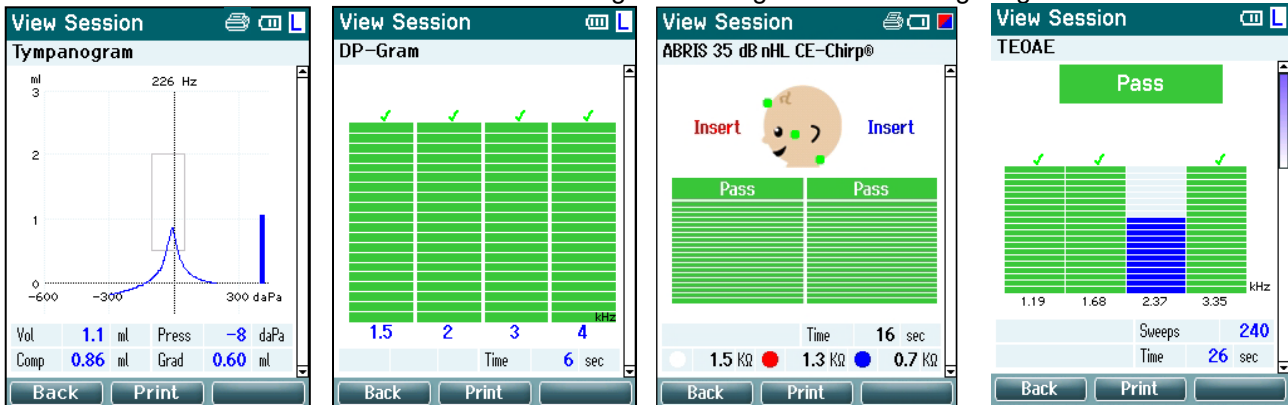 View Session L
Tympanogram
ml 226 Hz
3
2
1
0
-600 -300 300 daPa
Vol 1.1 ml Press -8 daPa
Comp 0.86 ml Grad 0.60 ml
Back Print
View Session L
DP-Gram
kHz
1.5 2 3 4
Time 6 sec
Back Print
View Session
ABRIS 35 dB nHL CE-Chirp®
Insert Insert
Pass Pass
Time 16 sec
1.5 KΩ 1.3 KΩ 0.7 KΩ
Back Print
View Session L
TEOAE
Pass
kHz
1.19 1.68 2.37 3.35
Sweeps 240
Time 26 sec
Back Print